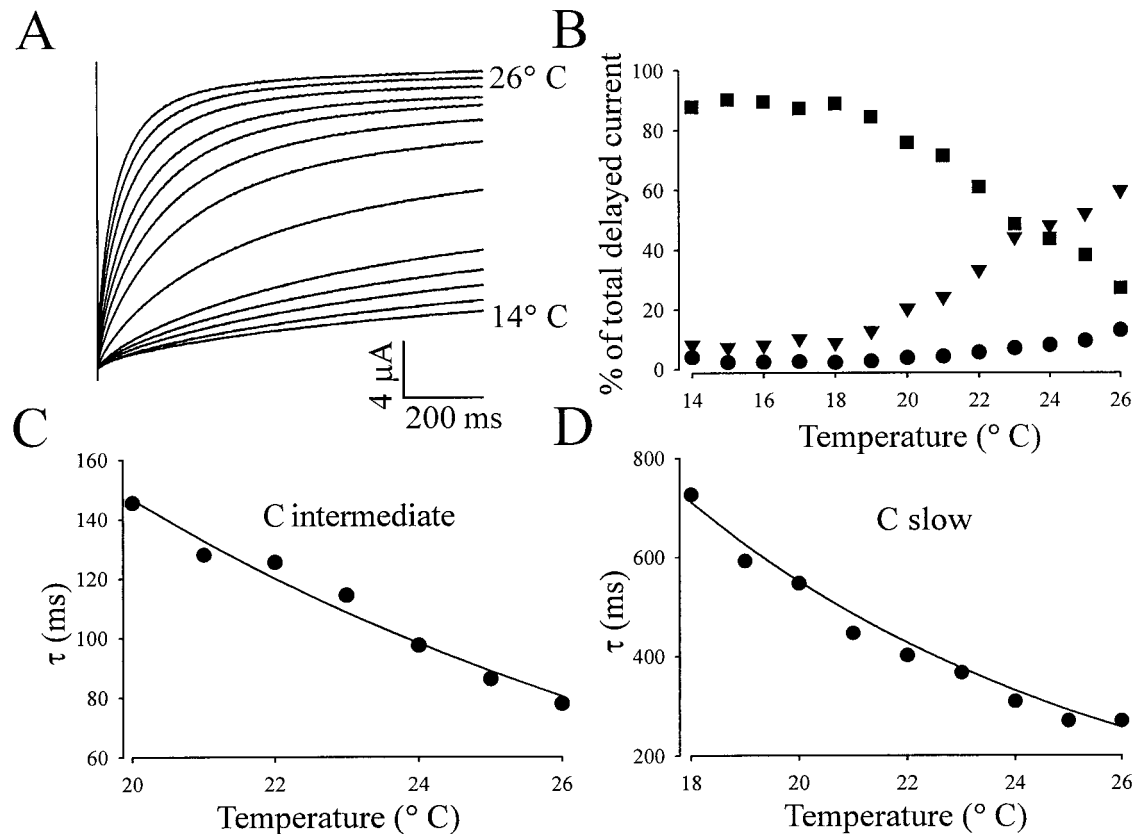 A
26° C
14° C
4 µA
200 ms
B
% of total delayed current
100
80
60
40
20
0
14 16 18 20 22 24 26
Temperature (° C)
C
C intermediate
τ (ms)
160
140
120
100
80
60
20 22 24 26
Temperature (° C)
D
C slow
τ (ms)
800
600
400
200
18 20 22 24 26
Temperature (° C)